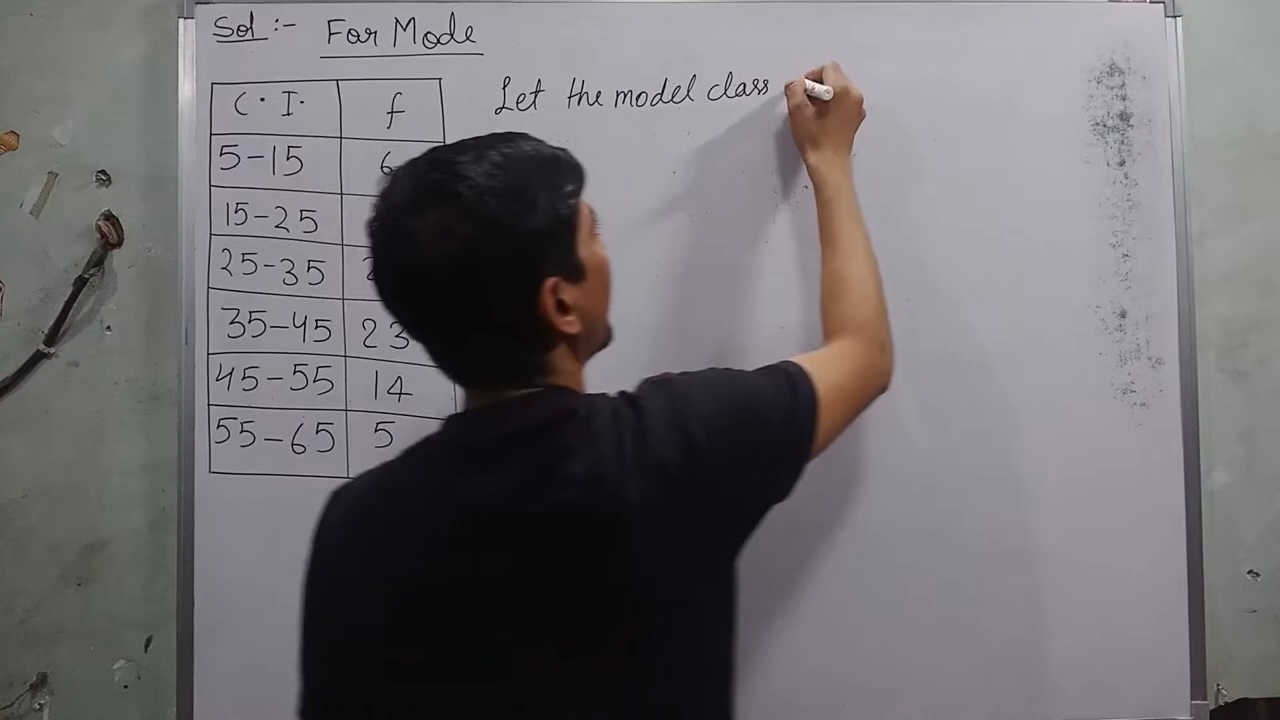 Sol :- For Mode
Let the model class
C.I. f
5-15 6
15-25
25-35 2
35-45 23
45-55 14
55-65 5